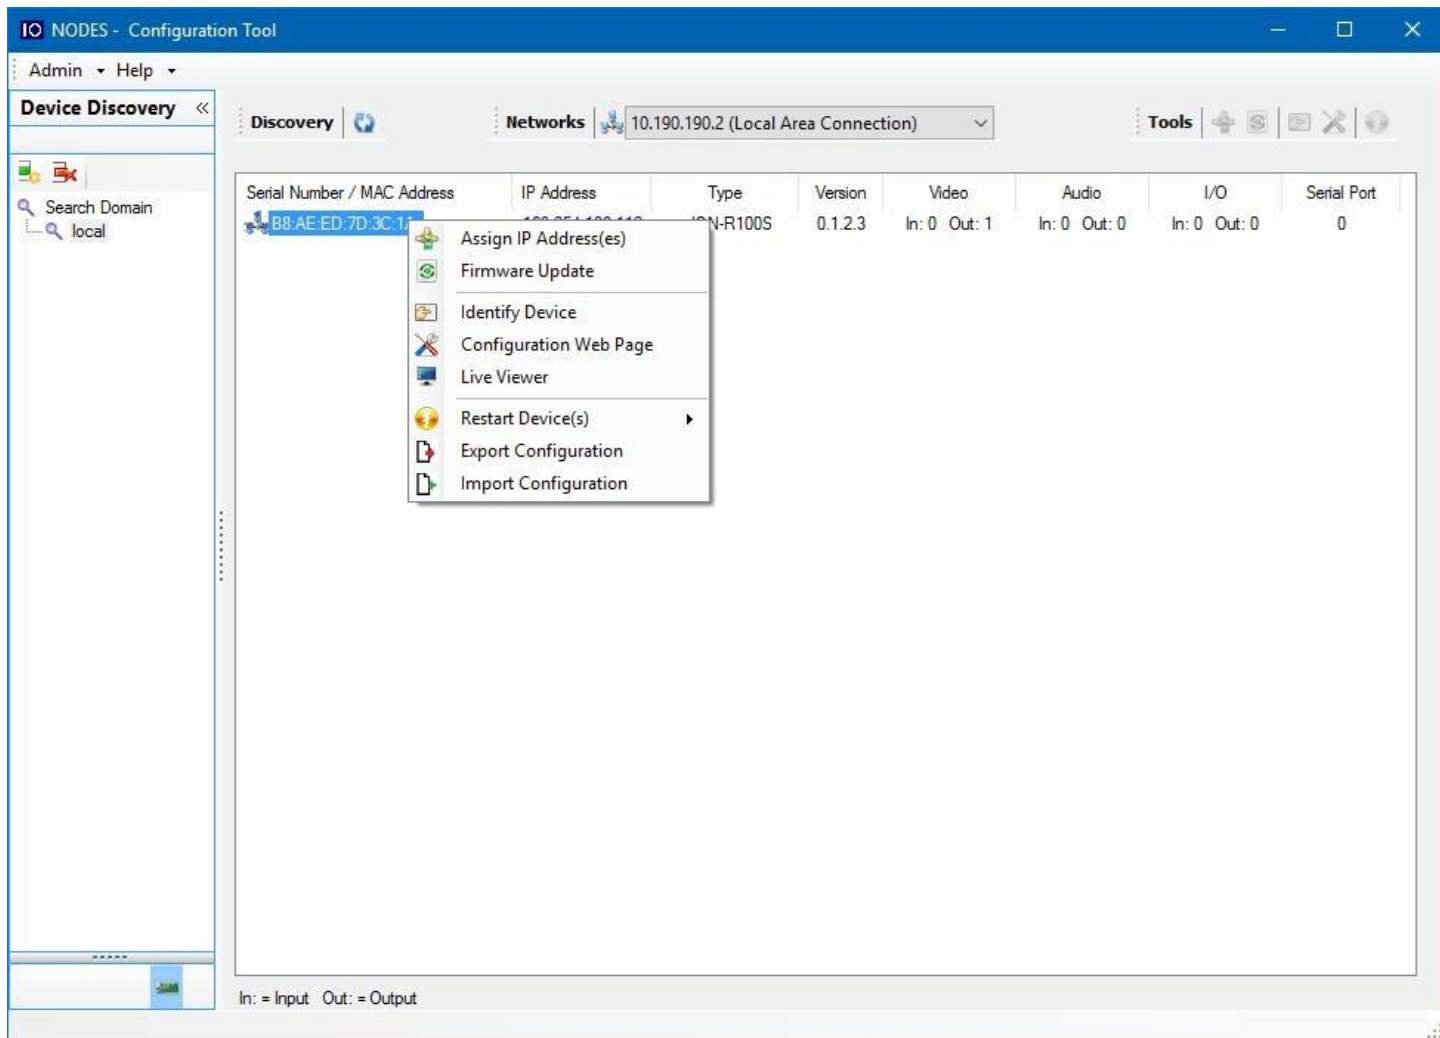 IO NODES - Configuration Tool
Admin Help
Device Discovery «
Discovery Networks 10.190.190.2 (Local Area Connection) Tools
Search Domain
local
Serial Number / MAC Address IP Address Type Version Video Audio I/O Serial Port
B8:AE:ED:7D:3C:1 0.1.2.3 In: 0 Out: 1 In: 0 Out: 0 In: 0 Out: 0 0
Assign IP Address(es)
Firmware Update
Identify Device
Configuration Web Page
Live Viewer
Restart Device(s)
Export Configuration
Import Configuration
In: = Input Out: = Output